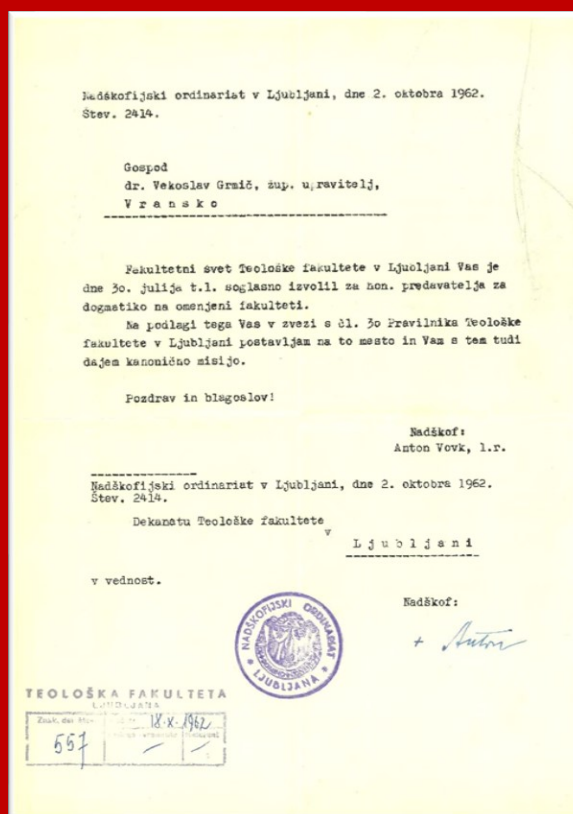 Nadškofijski ordinariat v Ljubljani, dne 2. oktobra 1962.
Štev. 2414.
Gospod
dr. Vekoslav Grmič, žup. upravitelj,
V r a n s k o
Fakultetni svet Teološke fakultete v Ljubljani Vas je
dne 3o. julija t.l. soglasno izvolil za hon. predavatelja za
dogmatiko na omenjeni fakulteti.
Na podlagi tega Vas v zvezi s čl. 3o Pravilnika Teološke
fakultete v Ljubljani postavljam na to mesto in Vam s tem tudi
dajem kanonično misijo.
Pozdrav in blagoslov!
Nadškof:
Anton Vovk, l.r.
Nadškofijski ordinariat v Ljubljani, dne 2. oktobra 1962.
Štev. 2414.
Dekanatu Teološke fakultete
v
L j u b l j a n i
v vednost.
Nadškof:
+ Anton
NADŠKOFIJSKI ORDINARIAT
LJUBLJANA
TEOLOŠKA FAKULTETA
LJUBLJANA
18.X.1962
557